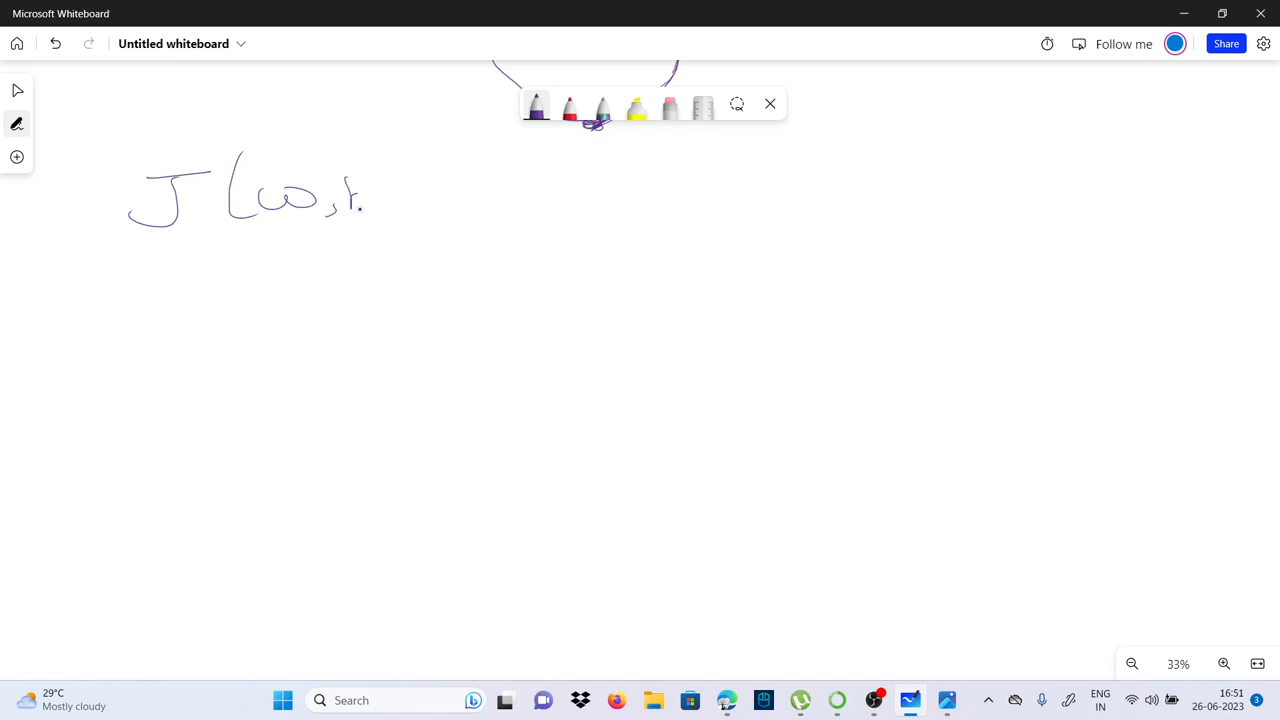 Microsoft Whiteboard
Untitled whiteboard
Follow me
Share
J (ω,
33%
29°C
Mostly cloudy
Search
ENG
IN
16:51
26-06-2023
3